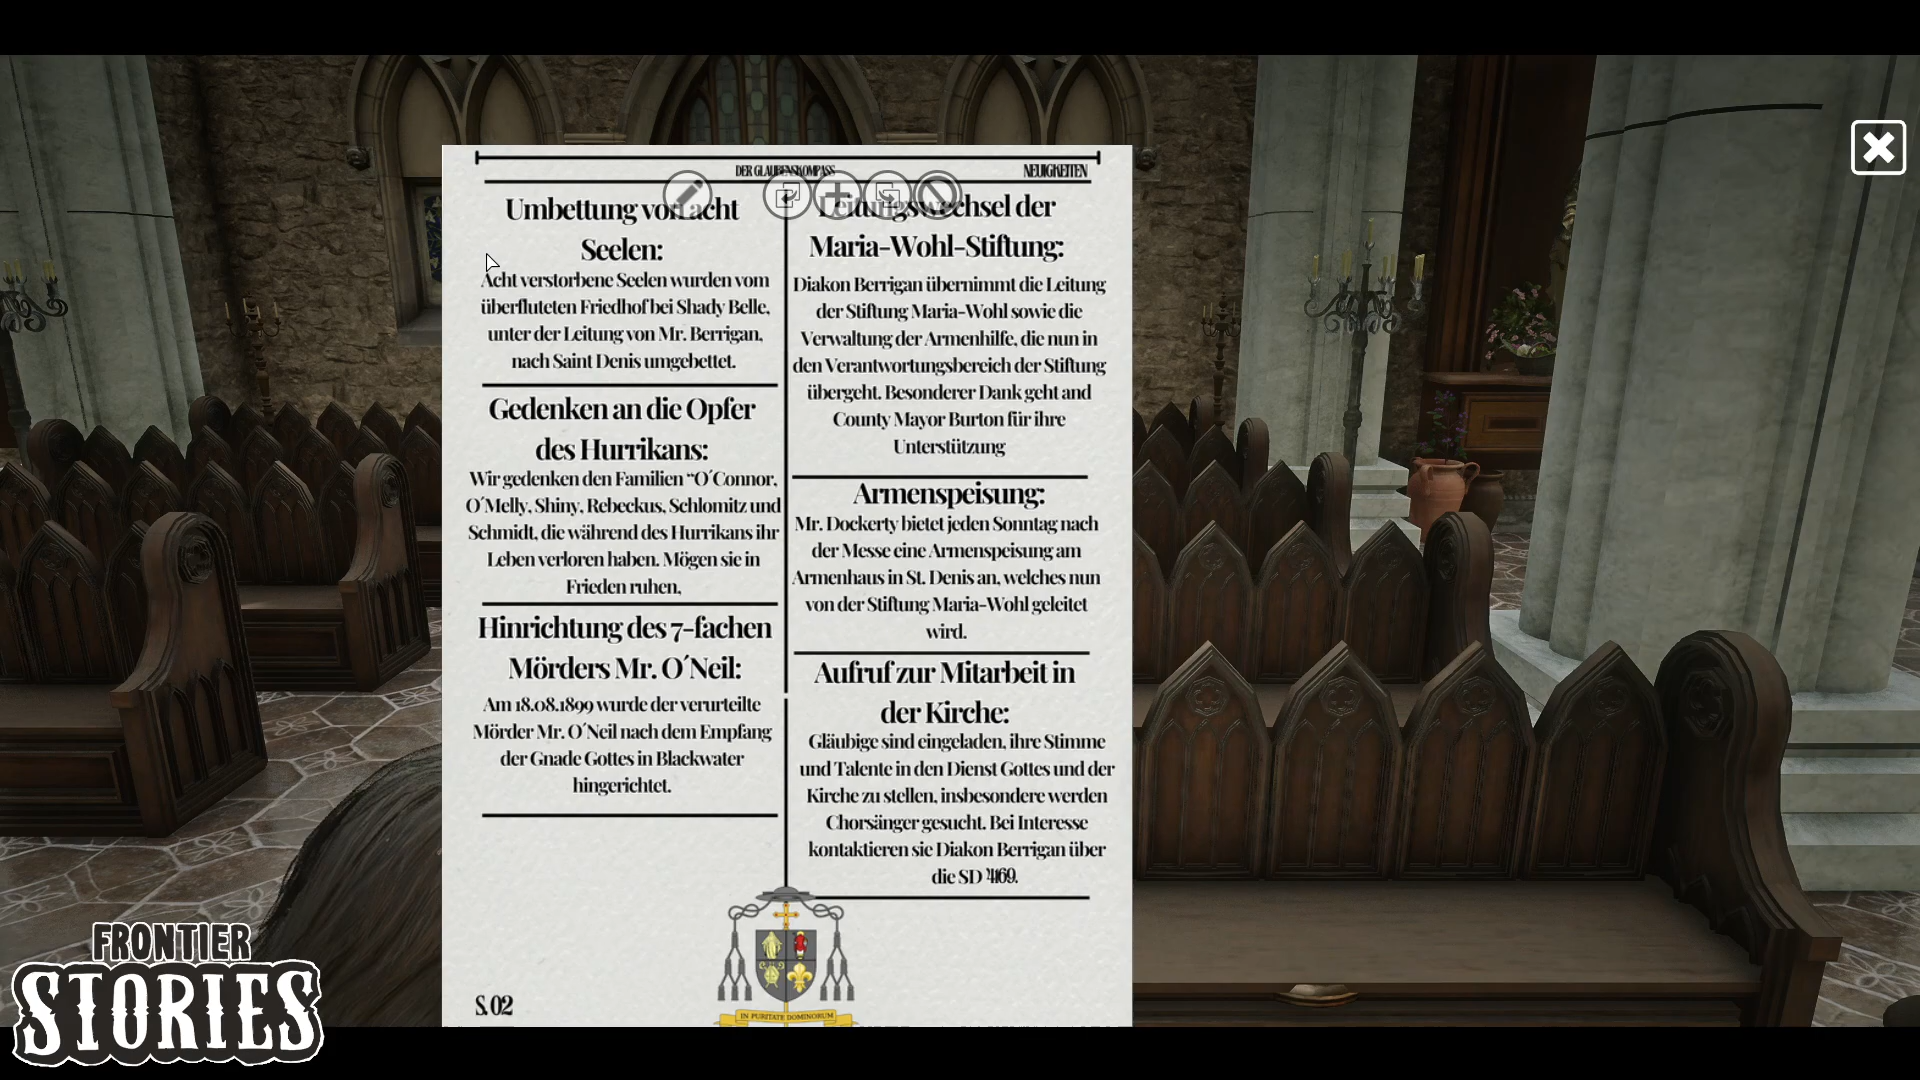 DER GLAUBENSKOMPASS
NEUIGKEITEN
Umbettung von acht
Seelen:
Acht verstorbene Seelen wurden vom
überfluteten Friedhof bei Shady Belle,
unter der Leitung von Mr. Berrigan,
nach Saint Denis umgebettet.
Gedenken an die Opfer
des Hurrikans:
Wir gedenken den Familien “O´Connor,
O´Melly, Shiny, Rebeckus, Schlomitz und
Schmidt, die während des Hurrikans ihr
Leben verloren haben. Mögen sie in
Frieden ruhen,
Hinrichtung des 7-fachen
Mörders Mr. O´Neil:
Am 18.08.1899 wurde der verurteilte
Mörder Mr. O´Neil nach dem Empfang
der Gnade Gottes in Blackwater
hingerichtet.
Leitungswechsel der
Maria-Wohl-Stiftung:
Diakon Berrigan übernimmt die Leitung
der Stiftung Maria-Wohl sowie die
Verwaltung der Armenhilfe, die nun in
den Verantwortungsbereich der Stiftung
übergeht. Besonderer Dank geht and
County Mayor Burton für ihre
Unterstützung
Armenspeisung:
Mr. Dockerty bietet jeden Sonntag nach
der Messe eine Armenspeisung am
Armenhaus in St. Denis an, welches nun
von der Stiftung Maria-Wohl geleitet
wird.
Aufruf zur Mitarbeit in
der Kirche:
Gläubige sind eingeladen, ihre Stimme
und Talente in den Dienst Gottes und der
Kirche zu stellen, insbesondere werden
Chorsänger gesucht. Bei Interesse
kontaktieren sie Diakon Berrigan über
die SD
IN PURITATE DOMINORUM
S. 02
FRONTIER
STORIES